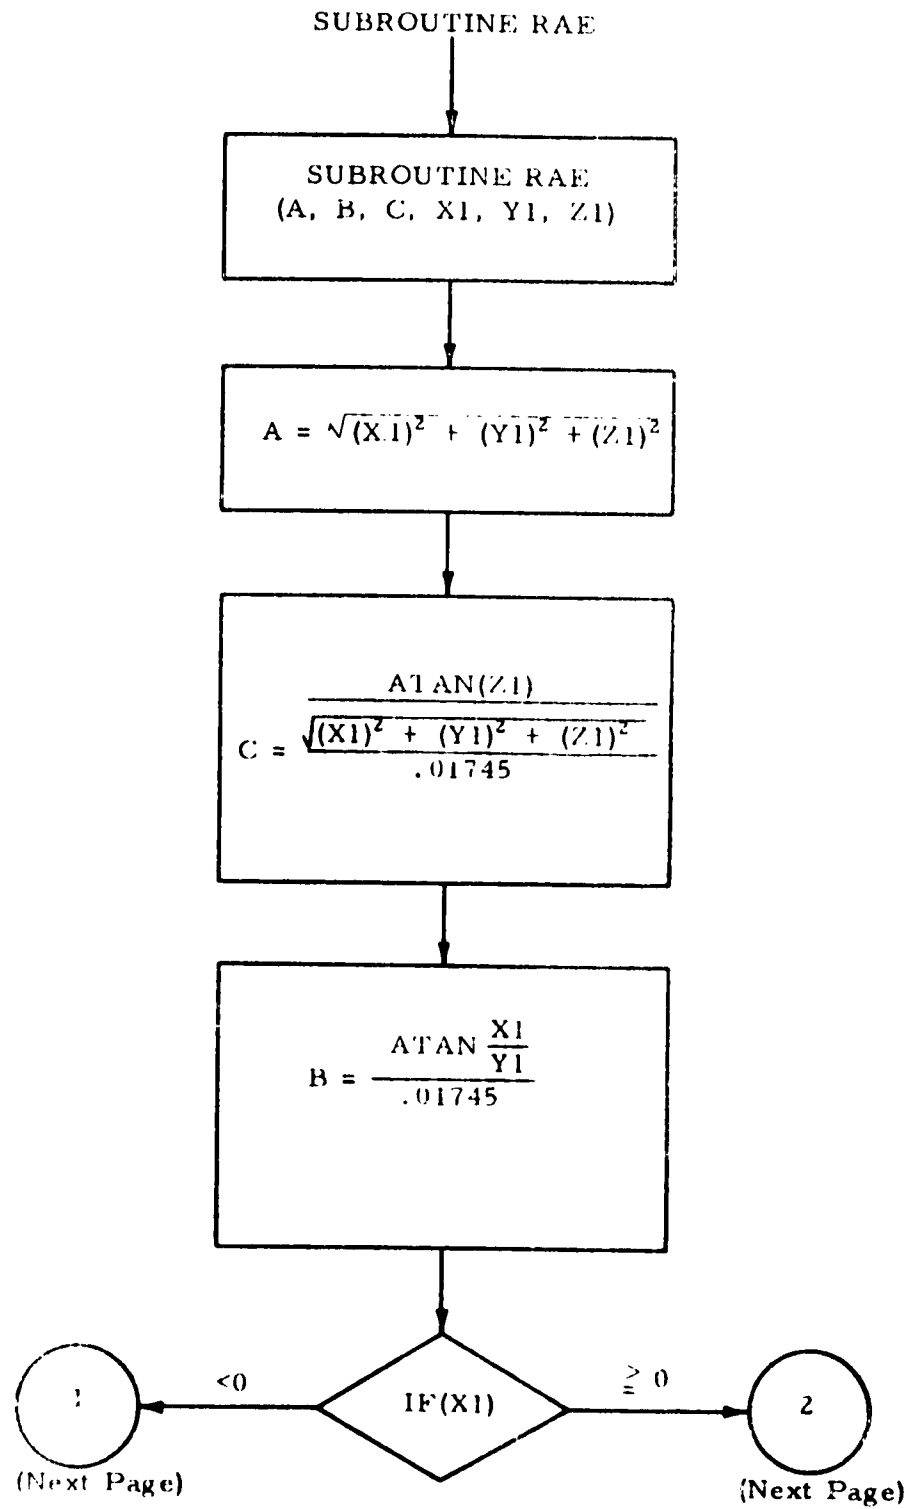 SUBROUTINE RAE
SUBROUTINE RAE
(A, B, C, X1, Y1, Z1)
A = √(X1)² + (Y1)² + (Z1)²
ATAN(Z1)
√(X1)² + (Y1)² + (Z1)²
C =
.01745
X1
ATAN
Y1
B =
.01745
<0
≧ 0
1
IF(X1)
2
(Next Page)
(Next Page)